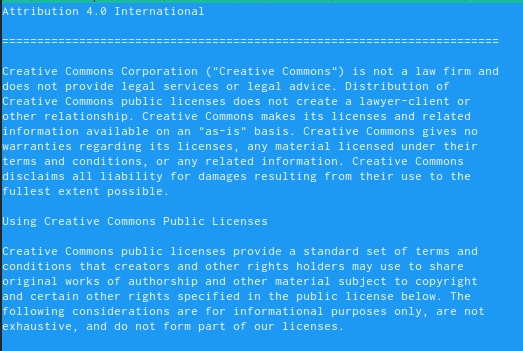 Attribution 4.0 International
=======================================================================
Creative Commons Corporation ("Creative Commons") is not a law firm and
does not provide legal services or legal advice. Distribution of
Creative Commons public licenses does not create a lawyer-client or
other relationship. Creative Commons makes its licenses and related
information available on an "as-is" basis. Creative Commons gives no
warranties regarding its licenses, any material licensed under their
terms and conditions, or any related information. Creative Commons
disclaims all liability for damages resulting from their use to the
fullest extent possible.
Using Creative Commons Public Licenses
Creative Commons public licenses provide a standard set of terms and
conditions that creators and other rights holders may use to share
original works of authorship and other material subject to copyright
and certain other rights specified in the public license below. The
following considerations are for informational purposes only, are not
exhaustive, and do not form part of our licenses.